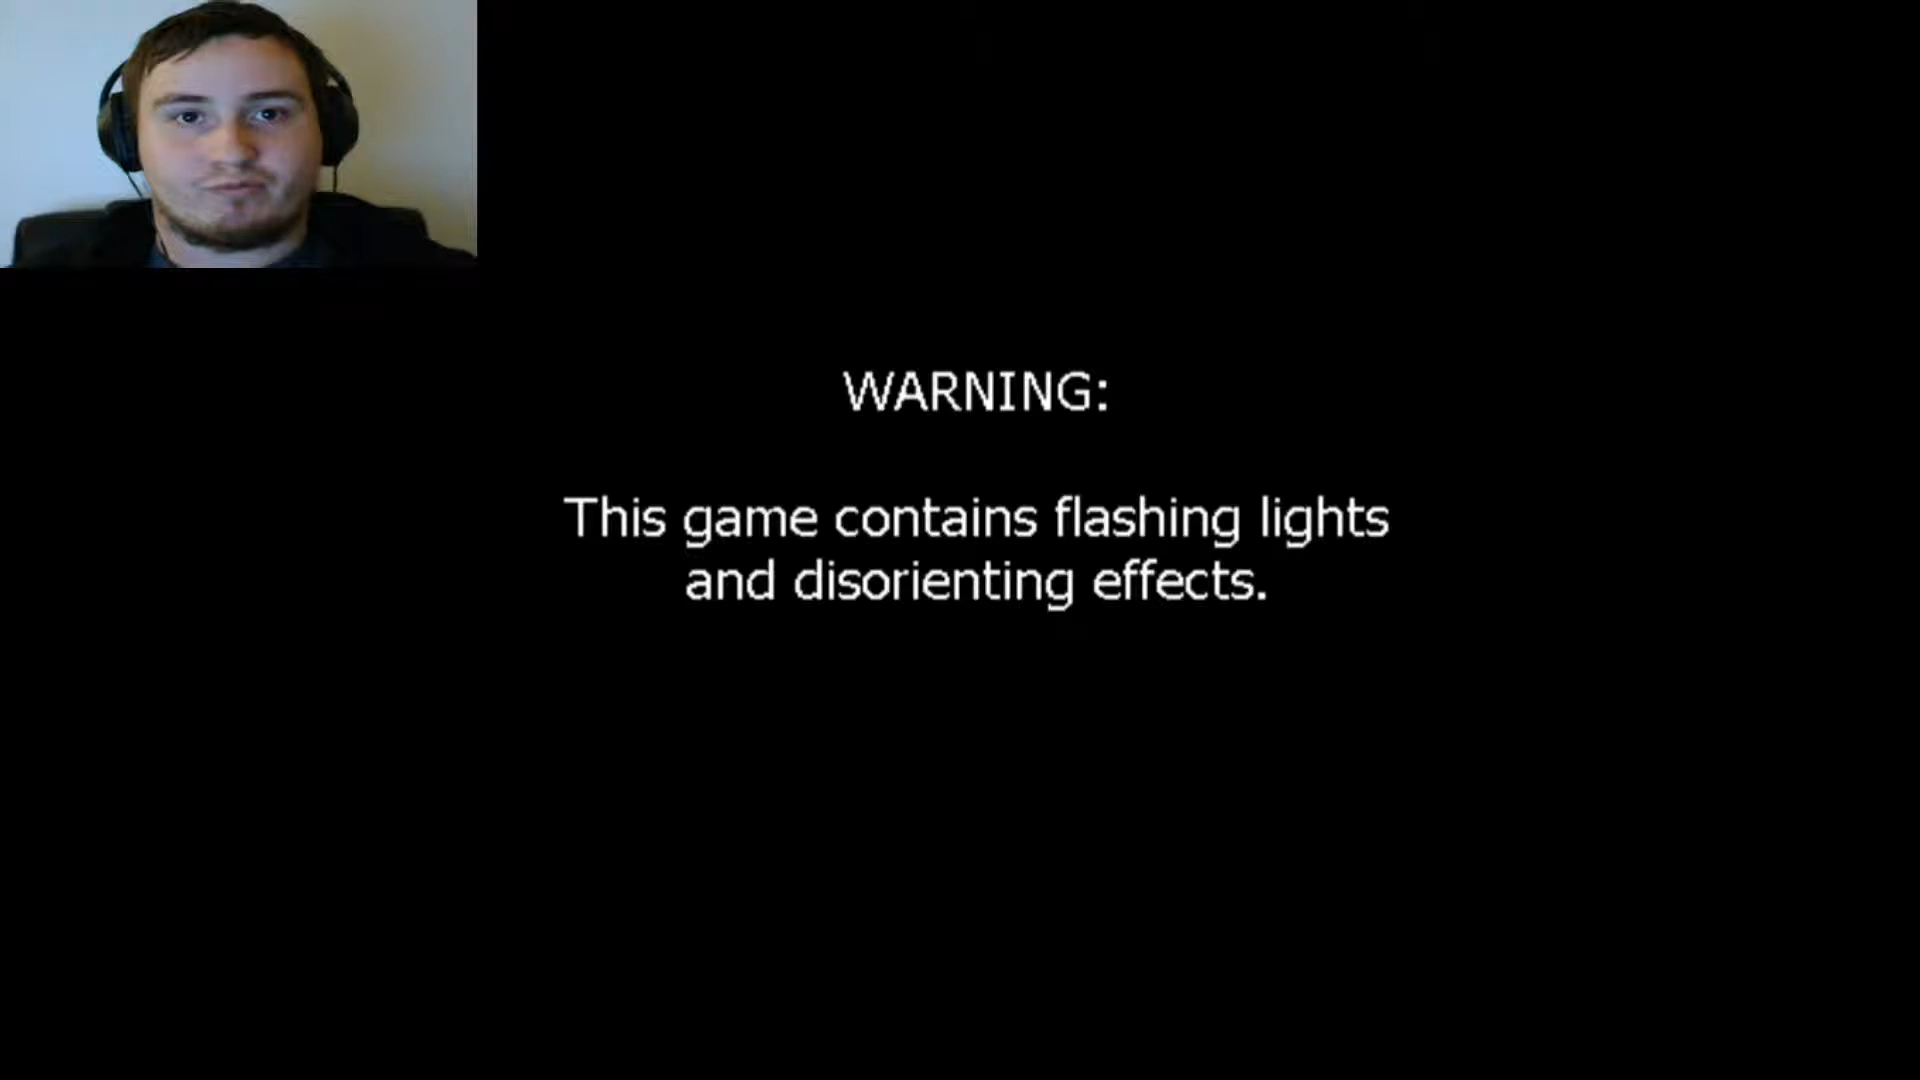 WARNING:
This game contains flashing lights
and disorienting effects.